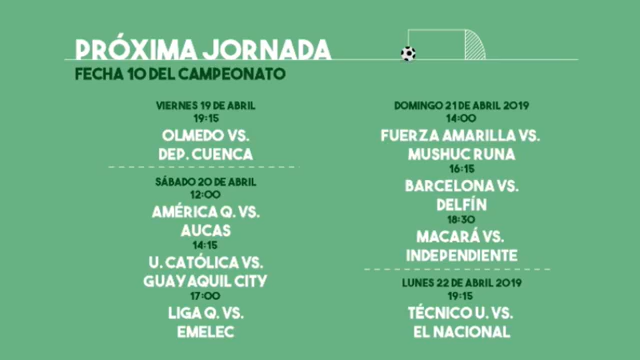 PRÓXIMA JORNADA
FECHA 10 DEL CAMPEONATO
VIERNES 19 DE ABRIL
19:15
OLMEDO VS.
DEP. CUENCA
SÁBADO 20 DE ABRIL
12:00
AMÉRICA Q. VS.
AUCAS
14:15
U. CATÓLICA VS.
GUAYAQUIL CITY
17:00
LIGA Q. VS.
EMELEC
DOMINGO 21 DE ABRIL 2019
14:00
FUERZA AMARILLA VS.
MUSHUC RUNA
16:15
BARCELONA VS.
DELFÍN
18:30
MACARÁ VS.
INDEPENDIENTE
LUNES 22 DE ABRIL 2019
19:15
TÉCNICO U. VS.
EL NACIONAL